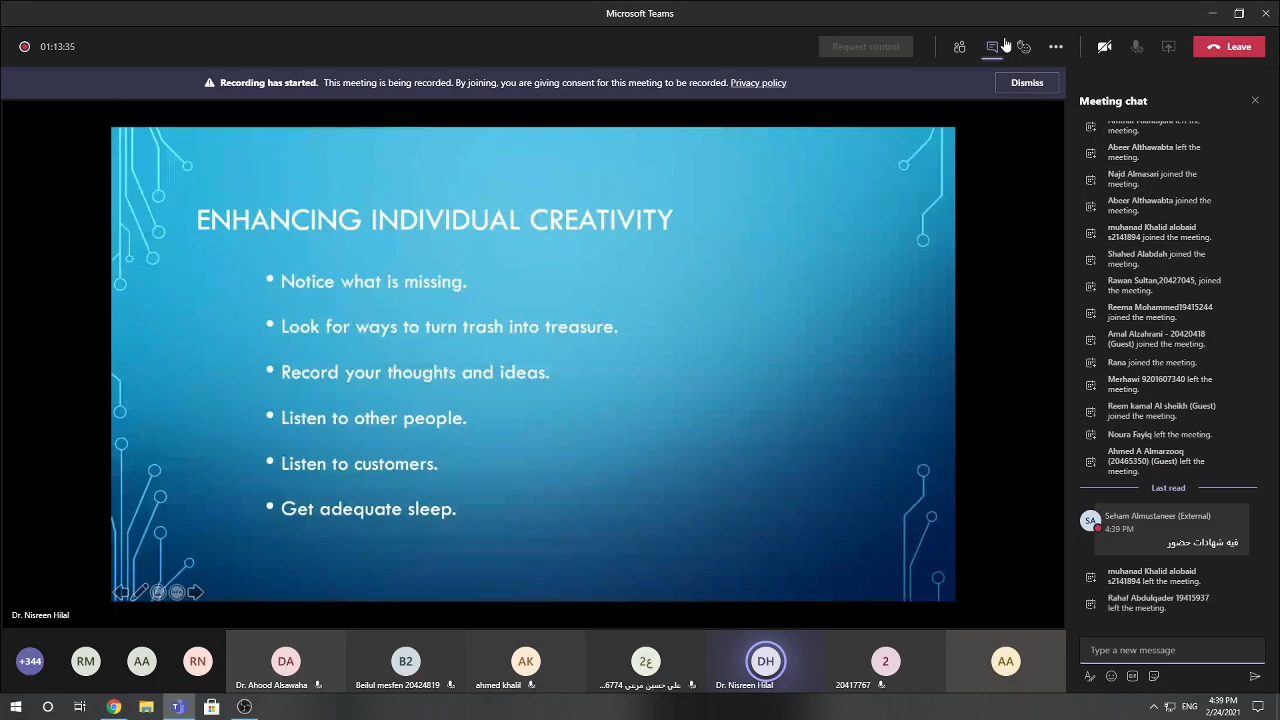 Microsoft Teams
01:13:35
Request control
Leave
Recording has started. This meeting is being recorded. By joining, you are giving consent for this meeting to be recorded. Privacy policy
Dismiss
ENHANCING INDIVIDUAL CREATIVITY
• Notice what is missing.
• Look for ways to turn trash into treasure.
• Record your thoughts and ideas.
• Listen to other people.
• Listen to customers.
• Get adequate sleep.
Dr. Nisreen Hilal
Meeting chat
left the
meeting.
Abeer Althawabta left the
meeting.
Najd Almasari joined the
meeting.
Abeer Althawabta joined the
meeting.
muhanad Khalid alobaid
s2141894 joined the meeting.
Shahed Alabdah joined the
meeting.
Rawan Sultan,20427045, joined
the meeting.
Reema Mohammed19415244
joined the meeting.
Amal Alzahrani - 20420418
(Guest) joined the meeting.
Rana joined the meeting.
Merhawi 9201607340 left the
meeting.
Reem kamal Al sheikh (Guest)
joined the meeting.
Noura Fayiq left the meeting.
Ahmed A Almarzooq
(20465350) (Guest) left the
meeting.
Last read
SA
Seham Almustaneer (External)
4:39 PM
فيه شهادات حضور
muhanad Khalid alobaid
s2141894 left the meeting.
Rahaf Abdulqader 19415937
left the meeting.
Type a new message
+344
RM
AA
RN
DA
Dr. Ahood Alsawaha
B2
Beilul mesfen 20424819
AK
ahmed khalil
ع2
علي حسين مرعي 6774...
DH
Dr. Nisreen Hilal
2
20417767
AA
ENG
4:39 PM
2/24/2021